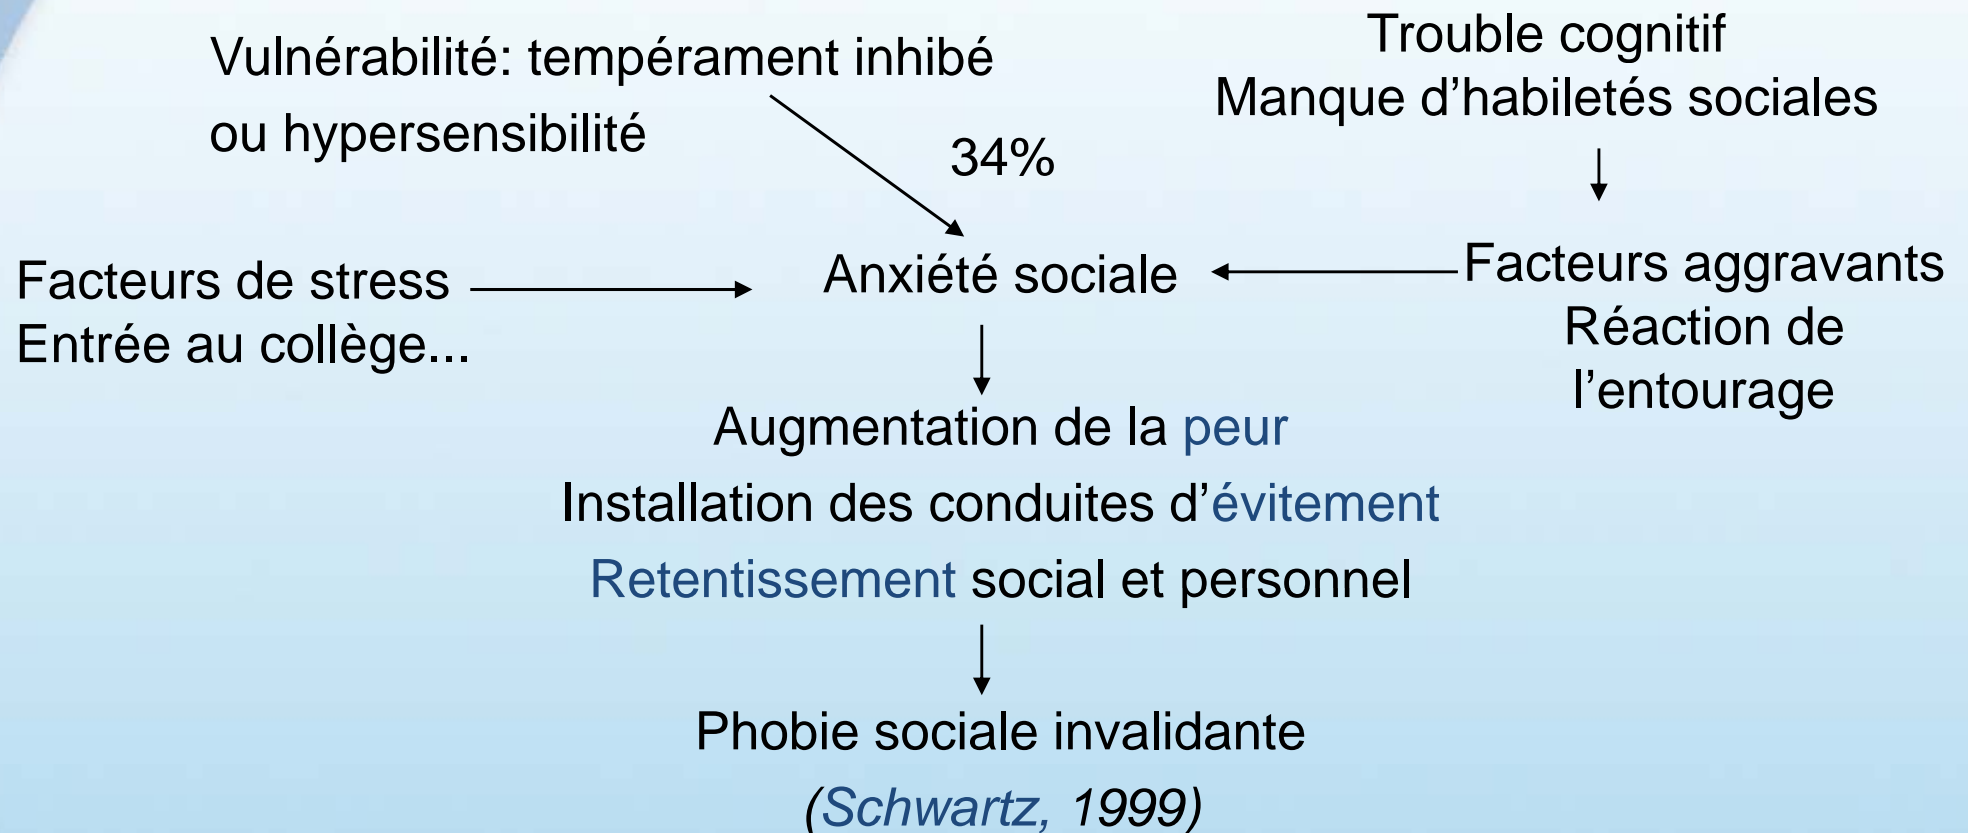 Vulnérabilité: tempérament inhibé
ou hypersensibilité
34%
Trouble cognitif
Manque d’habiletés sociales
Facteurs de stress
Entrée au collège...
Anxiété sociale
Facteurs aggravants
Réaction de
l’entourage
Augmentation de la peur
Installation des conduites d’évitement
Retentissement social et personnel
Phobie sociale invalidante
(Schwartz, 1999)